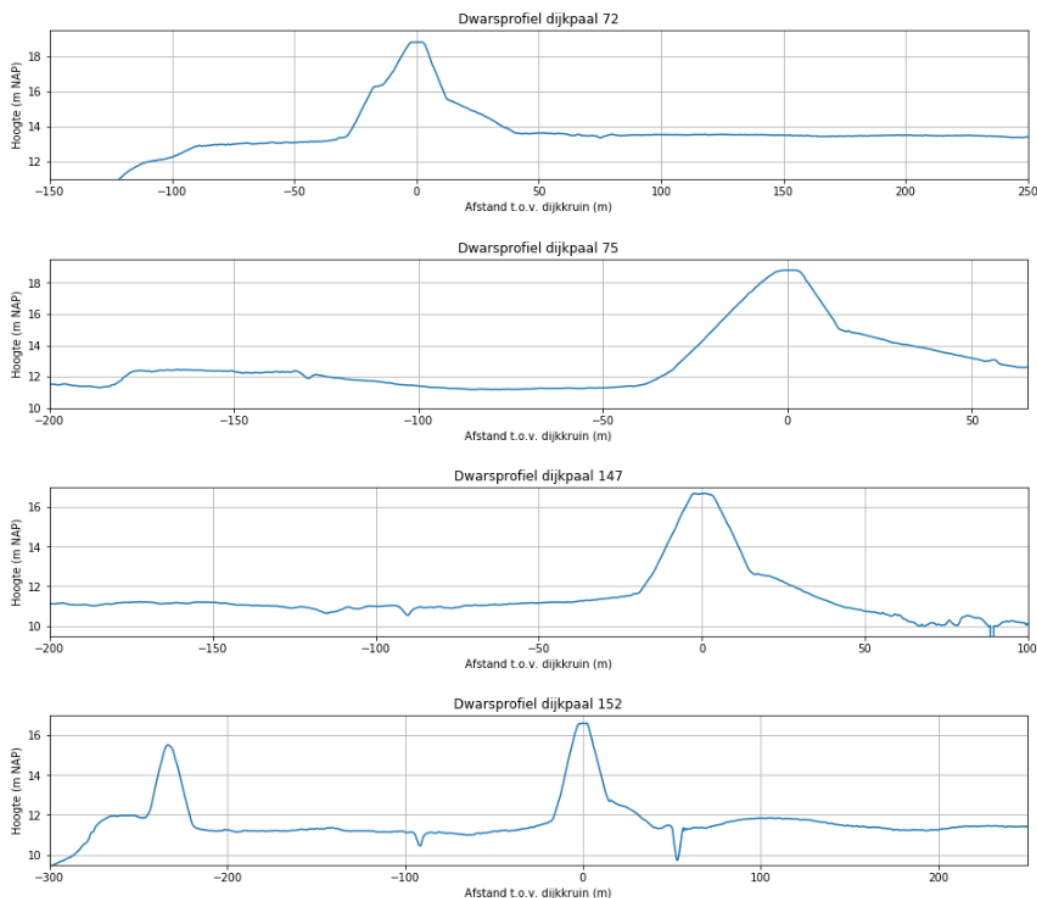 Dwarsprofiel dijkpaal 72
18
16
14
12
Hoogte (m NAP)
−150 −100 −50 0 50 100 150 200 250
Afstand t.o.v. dijkkruin (m)
Dwarsprofiel dijkpaal 75
18
16
14
12
10
Hoogte (m NAP)
−200 −150 −100 −50 0 50
Afstand t.o.v. dijkkruin (m)
Dwarsprofiel dijkpaal 147
16
14
12
10
Hoogte (m NAP)
−200 −150 −100 −50 0 50 100
Afstand t.o.v. dijkkruin (m)
Dwarsprofiel dijkpaal 152
16
14
12
10
Hoogte (m NAP)
−300 −200 −100 0 100 200
Afstand t.o.v. dijkkruin (m)